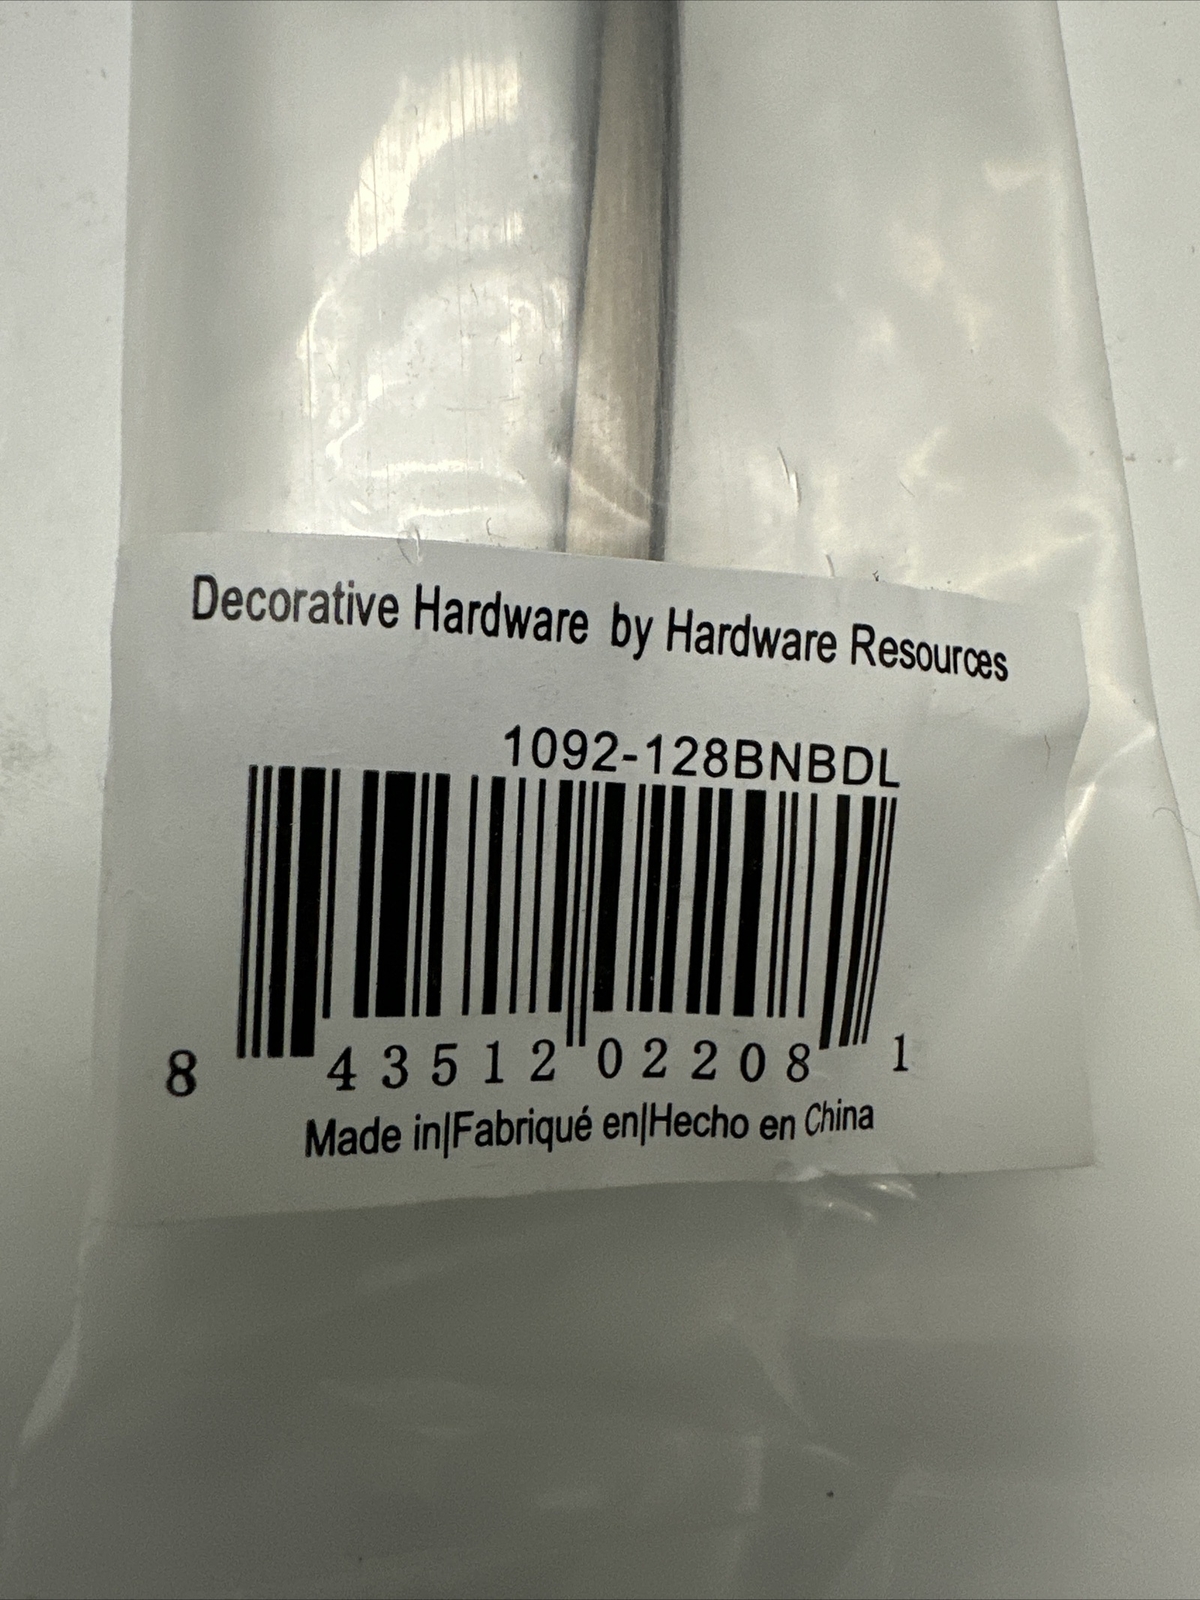 Decorative Hardware by Hardware Resources
1092-128BNBDL
8 43512 02208 1
Made in|Fabriqué en|Hecho en China